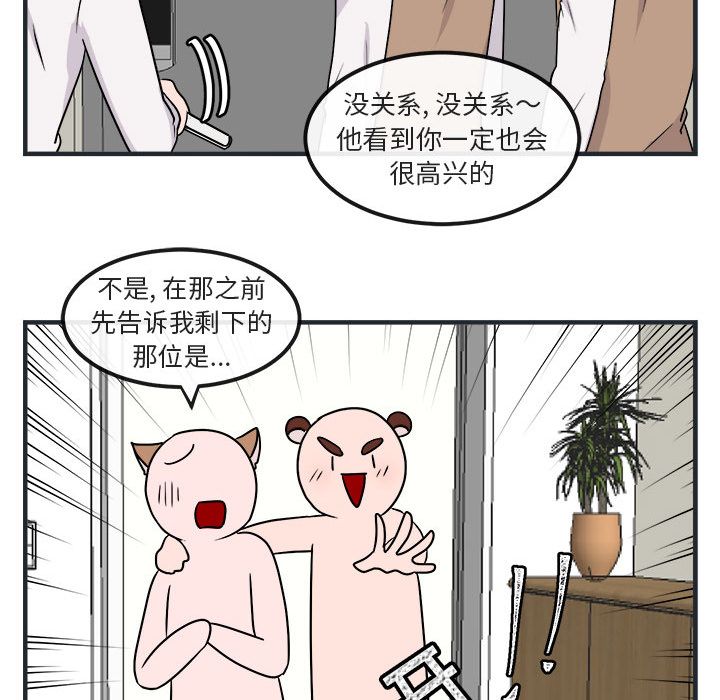 没关系, 没关系～
他看到你一定也会
很高兴的
不是, 在那之前
先告诉我剩下的
那位是...